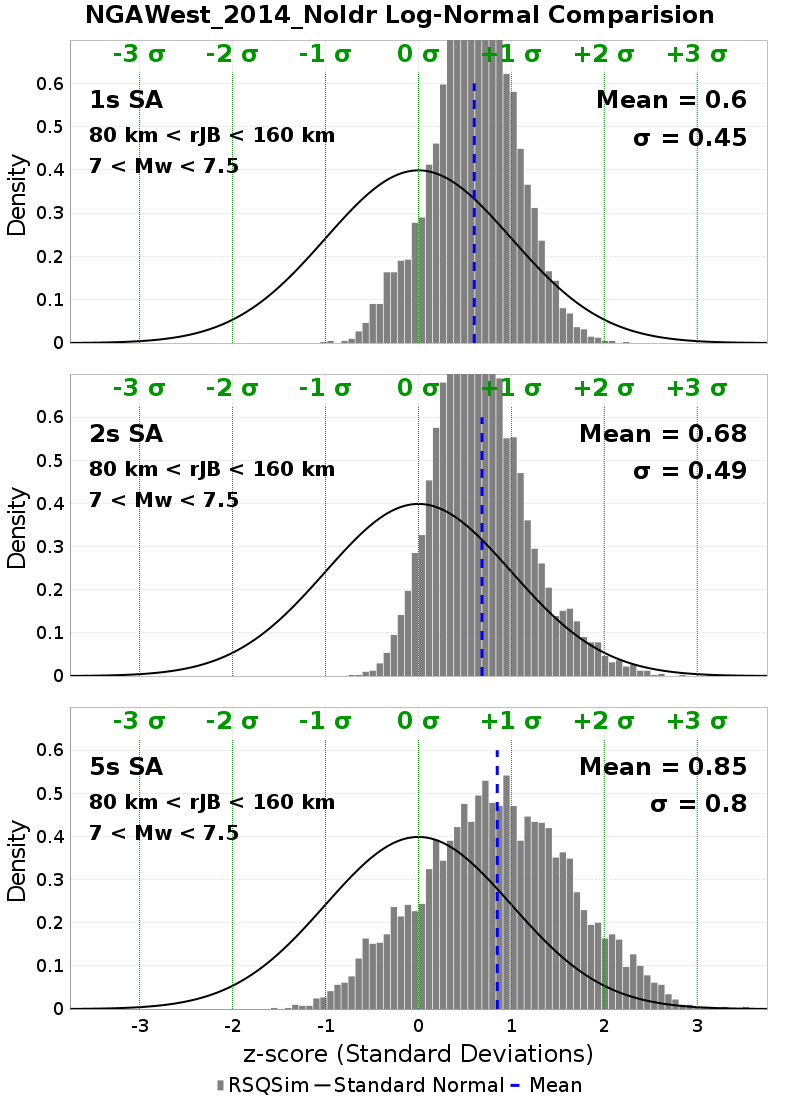 NGAWest_2014_NoIdr Log-Normal Comparision
-3 σ -2 σ -1 σ 0 σ +1 σ +2 σ +3 σ
1s SA
Mean = 0.6
80 km < rJB < 160 km
σ = 0.45
7 < Mw < 7.5
0.6
0.5
0.4
0.3
0.2
0.1
0
Density
-3 σ -2 σ -1 σ 0 σ +1 σ +2 σ +3 σ
2s SA
Mean = 0.68
80 km < rJB < 160 km
σ = 0.49
7 < Mw < 7.5
0.6
0.5
0.4
0.3
0.2
0.1
0
Density
-3 σ -2 σ -1 σ 0 σ +1 σ +2 σ +3 σ
5s SA
Mean = 0.85
80 km < rJB < 160 km
σ = 0.8
7 < Mw < 7.5
0.6
0.5
0.4
0.3
0.2
0.1
0
Density
-3 -2 -1 0 1 2 3
z-score (Standard Deviations)
RSQSim Standard Normal Mean